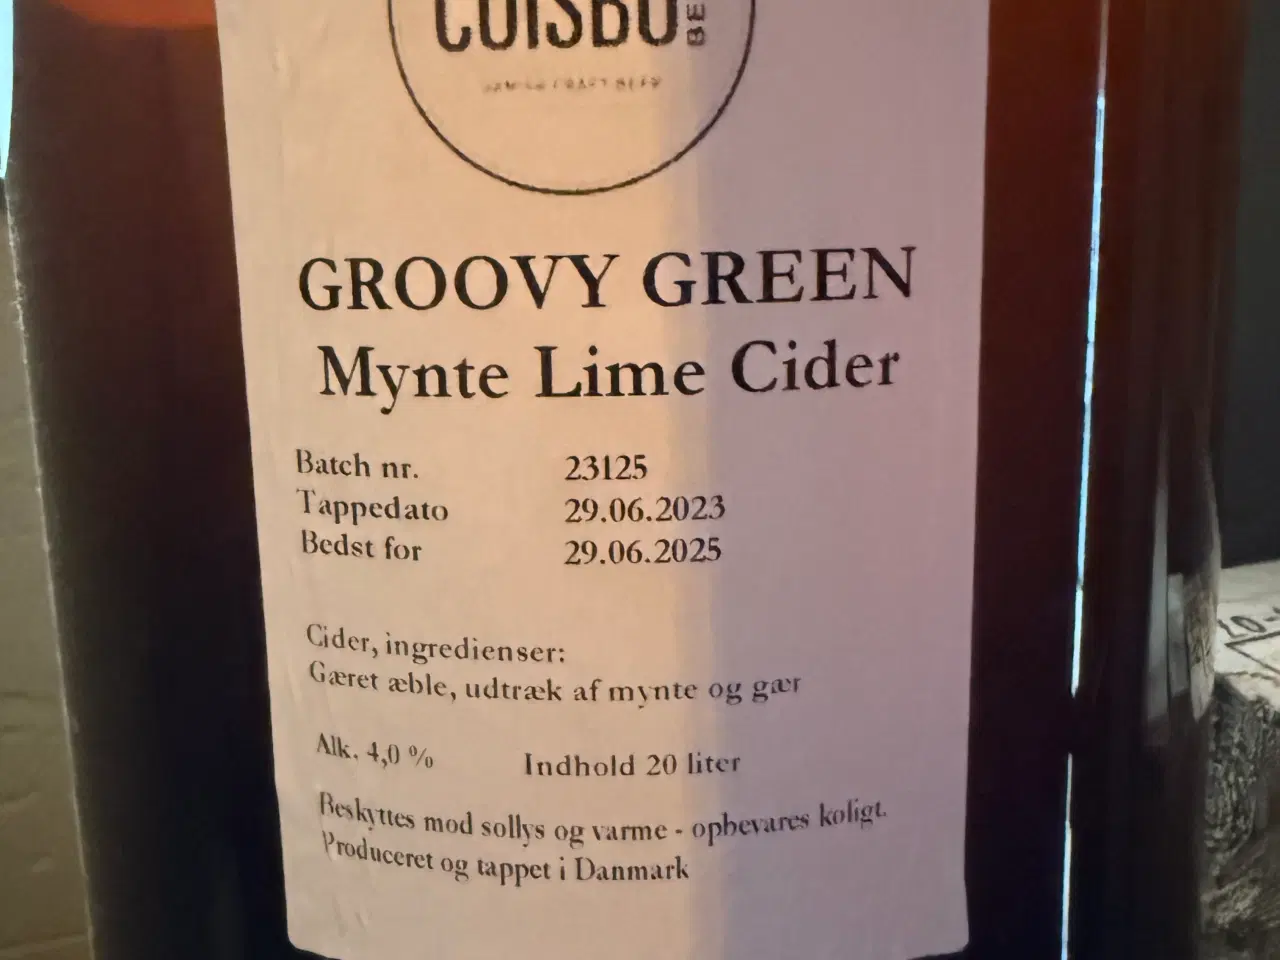 GROOVY GREEN
Mynte Lime Cider
Batch nr. 23125
Tappedato 29.06.2023
Bedst for 29.06.2025
Cider, ingredienser:
Gæret æble, udtræk af mynte og gær
Alk. 4,0 % Indhold 20 liter
Beskyttes mod sollys og varme - opbevares koligt.
Produceret og tappet i Danmark